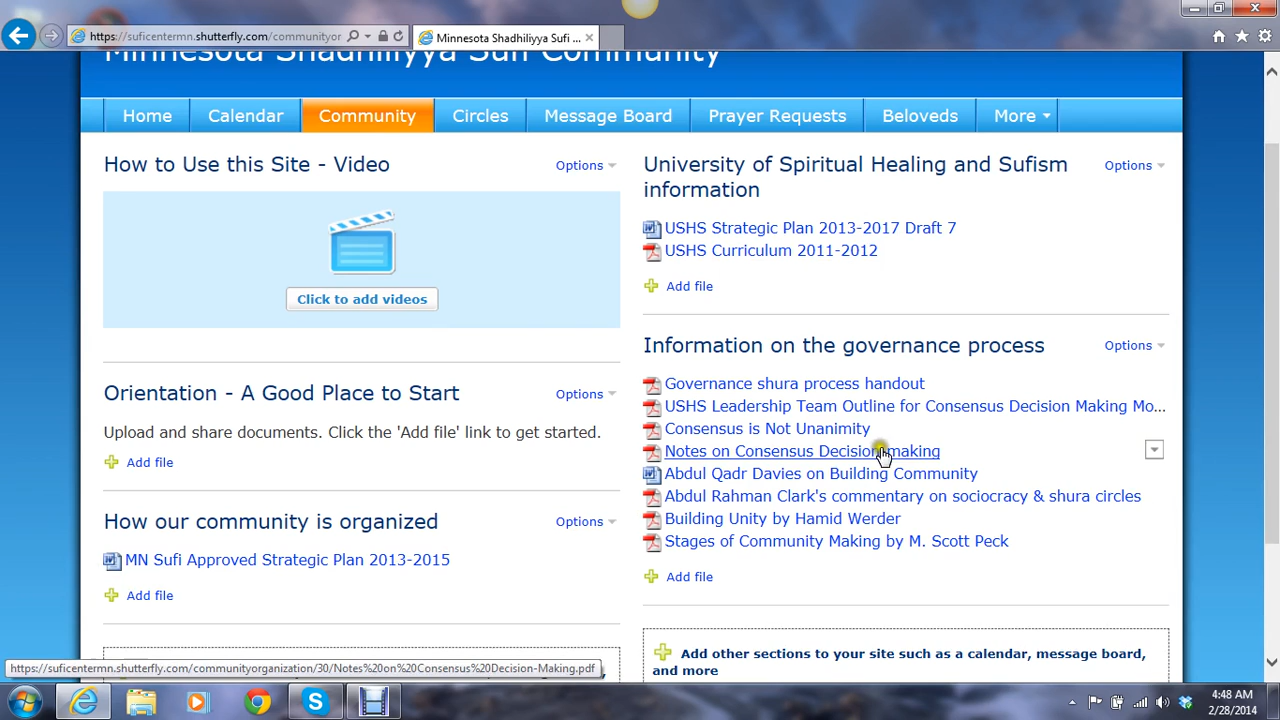 https://suficentermn.shutterfly.com/communityor
Minnesota Shadhiliyya Sufi ...
Minnesota Shadhiliyya Sufi Community
Home
Calendar
Community
Circles
Message Board
Prayer Requests
Beloveds
More
How to Use this Site - Video
Options
Click to add videos
Orientation - A Good Place to Start
Options
Upload and share documents. Click the 'Add file' link to get started.
Add file
How our community is organized
Options
MN Sufi Approved Strategic Plan 2013-2015
Add file
University of Spiritual Healing and Sufism
information
Options
USHS Strategic Plan 2013-2017 Draft 7
USHS Curriculum 2011-2012
Add file
Information on the governance process
Options
Governance shura process handout
USHS Leadership Team Outline for Consensus Decision Making Mo...
Consensus is Not Unanimity
Notes on Consensus Decision-making
Abdul Qadr Davies on Building Community
Abdul Rahman Clark's commentary on sociocracy & shura circles
Building Unity by Hamid Werder
Stages of Community Making by M. Scott Peck
Add file
Add other sections to your site such as a calendar, message board,
and more
https://suficentermn.shutterfly.com/communityorganization/30/Notes%20on%20Consensus%20Decision-Making.pdf
4:48 AM
2/28/2014